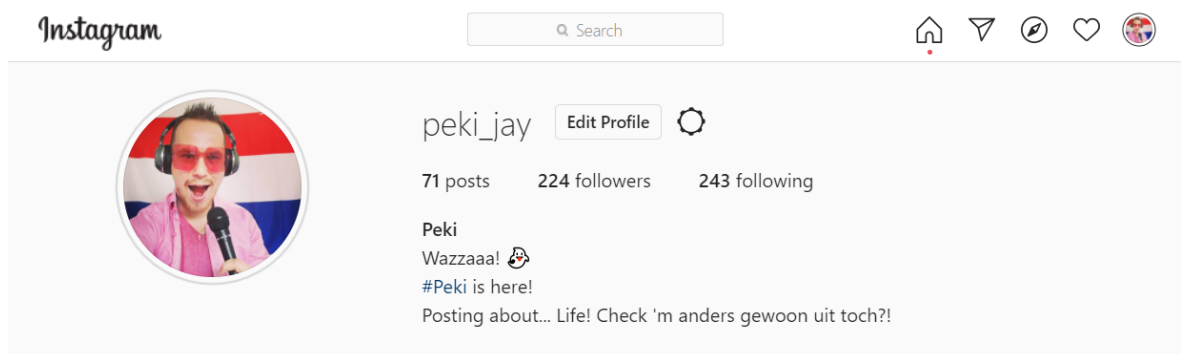 Instagram
Search
peki_jay Edit Profile
71 posts 224 followers 243 following
Peki
Wazzaaa! 
#Peki is here!
Posting about... Life! Check 'm anders gewoon uit toch?!